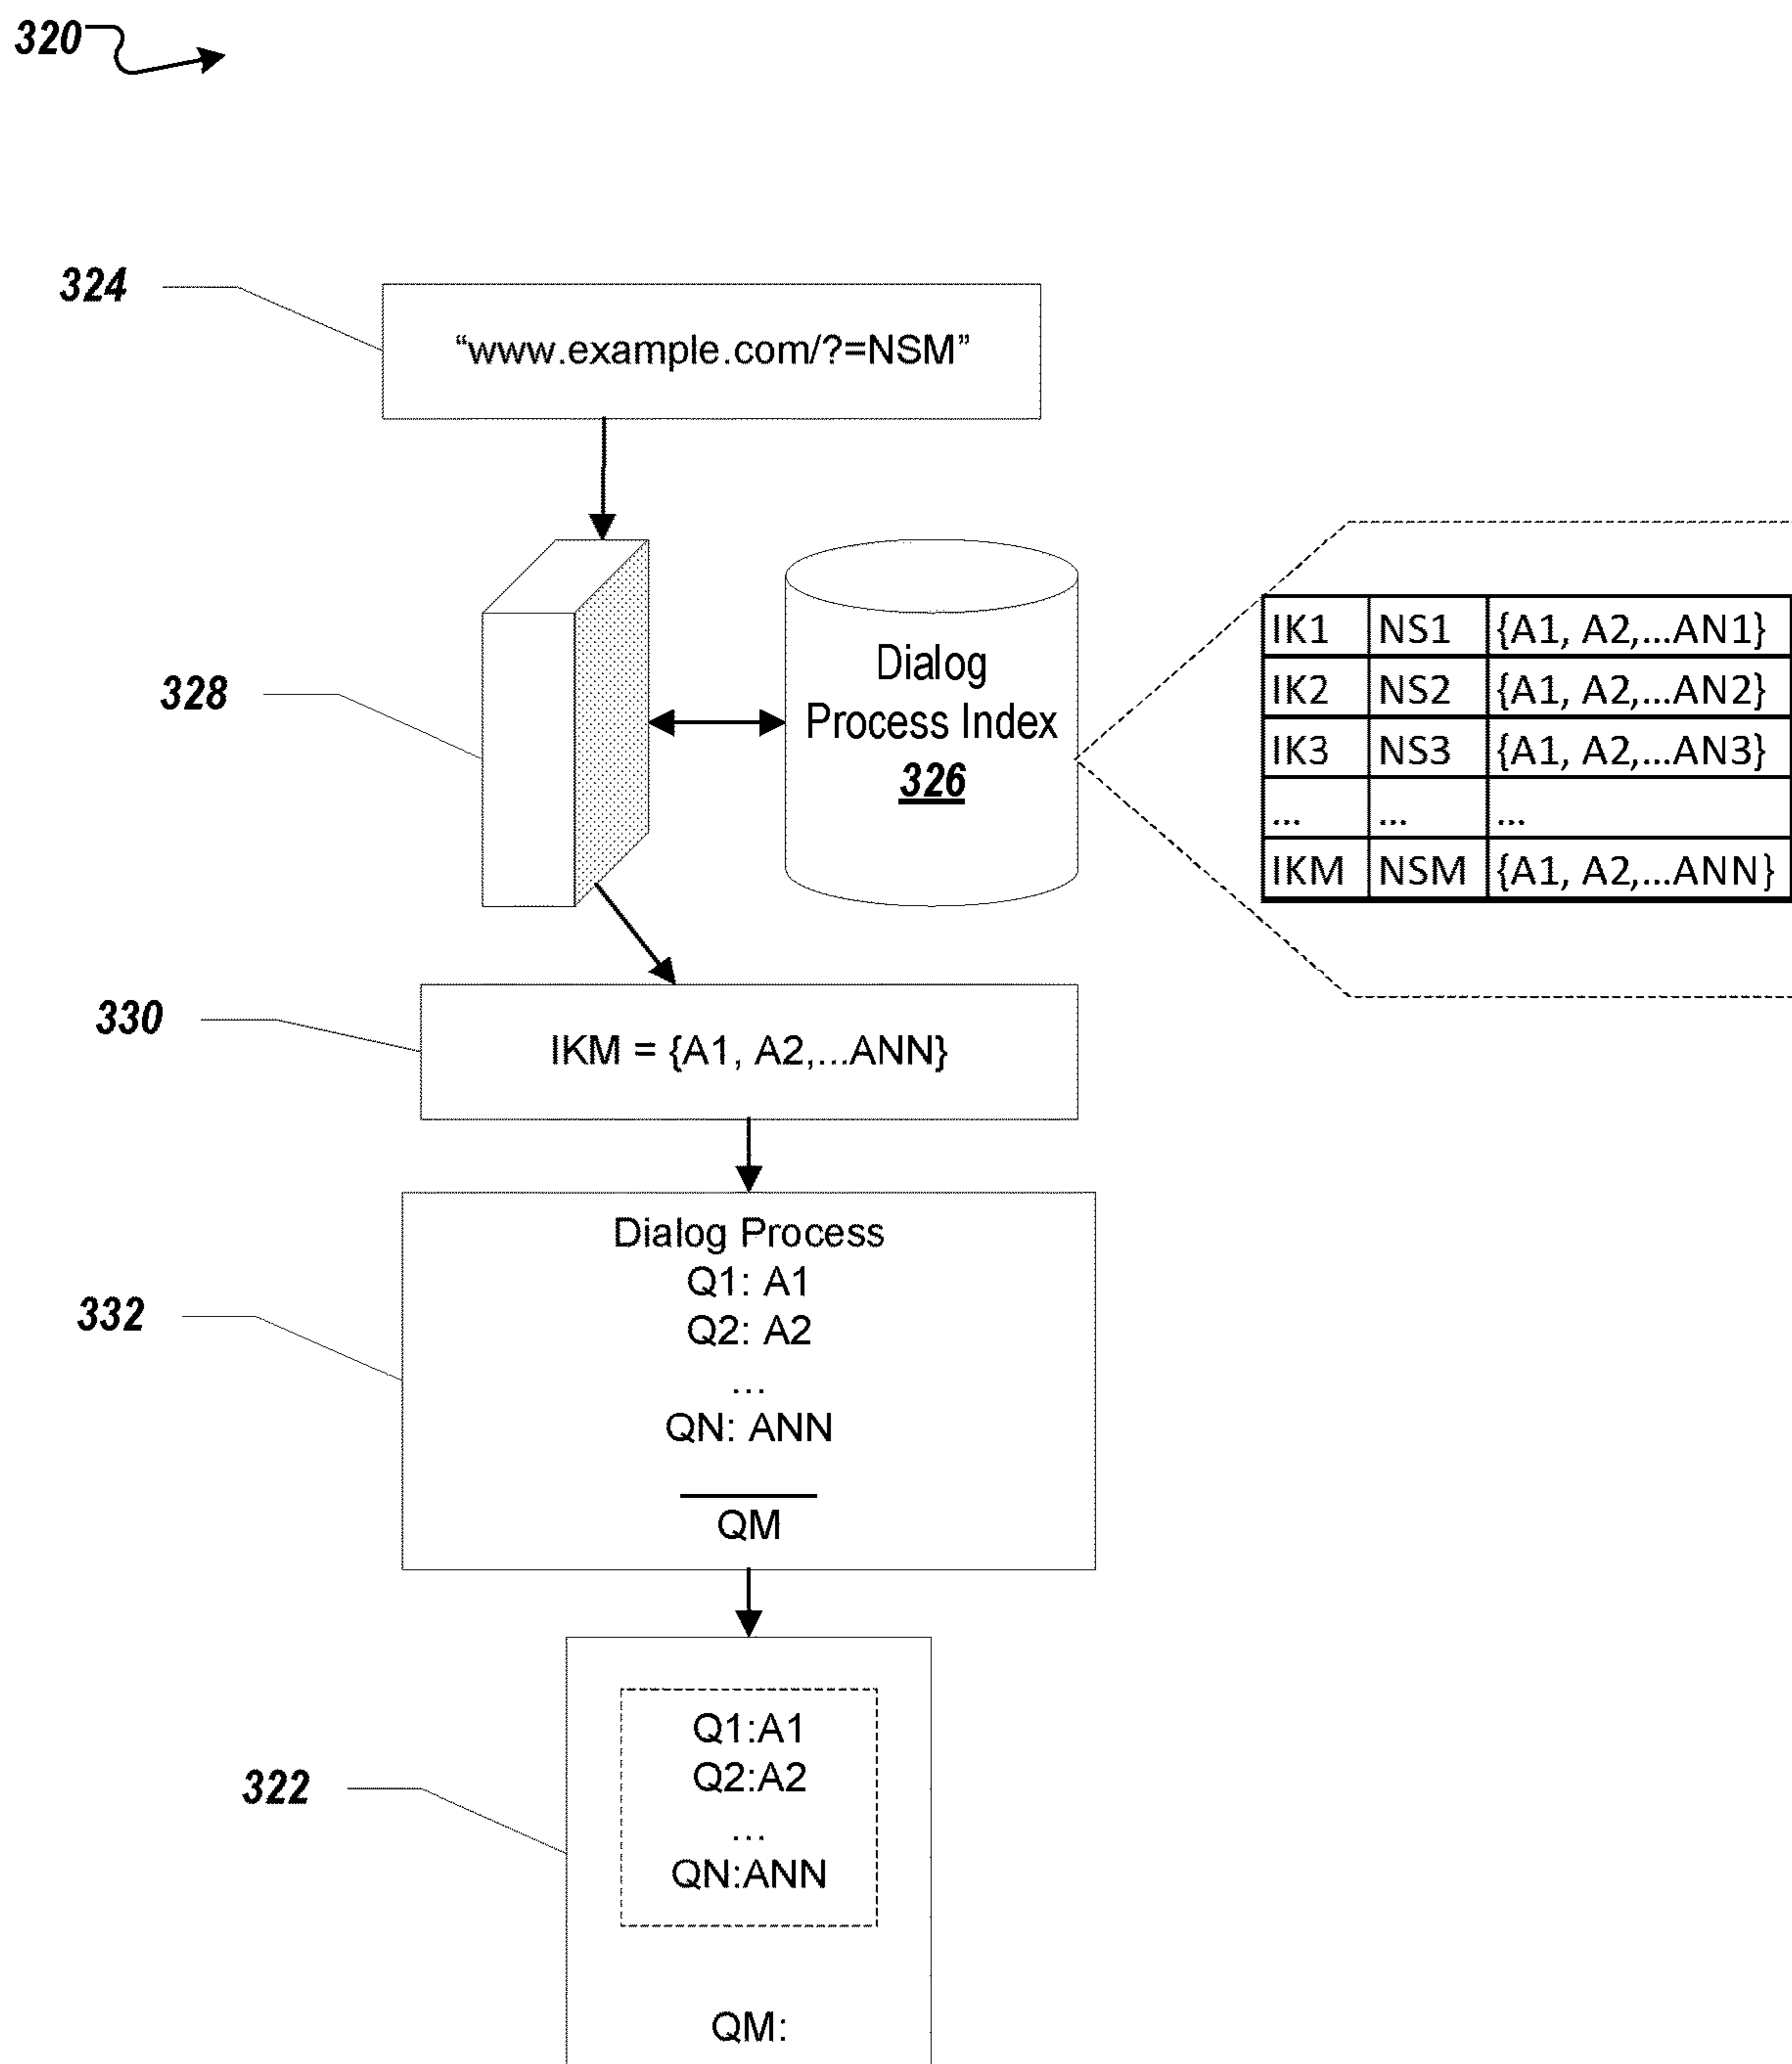 320
324
“www.example.com/?=NSM”
328
Dialog
Process Index
326
IK1 NS1 {A1, A2,...AN1}
IK2 NS2 {A1, A2,...AN2}
IK3 NS3 {A1, A2,...AN3}
... ... ...
IKM NSM {A1, A2,...ANN}
330
IKM = {A1, A2,...ANN}
332
Dialog Process
Q1: A1
Q2: A2
...
QN: ANN
QM
322
Q1:A1
Q2:A2
...
QN:ANN
QM: